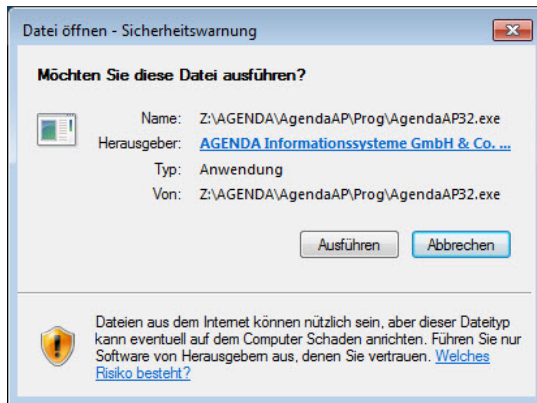 Datei öffnen - Sicherheitswarnung
Möchten Sie diese Datei ausführen?
Name: Z:\AGENDA\AgendaAP\Prog\AgendaAP32.exe
Herausgeber: AGENDA Informationssysteme GmbH & Co. ...
Typ: Anwendung
Von: Z:\AGENDA\AgendaAP\Prog\AgendaAP32.exe
Ausführen Abbrechen
Dateien aus dem Internet können nützlich sein, aber dieser Dateityp
kann eventuell auf dem Computer Schaden anrichten. Führen Sie nur
Software von Herausgebern aus, denen Sie vertrauen. Welches
Risiko besteht?